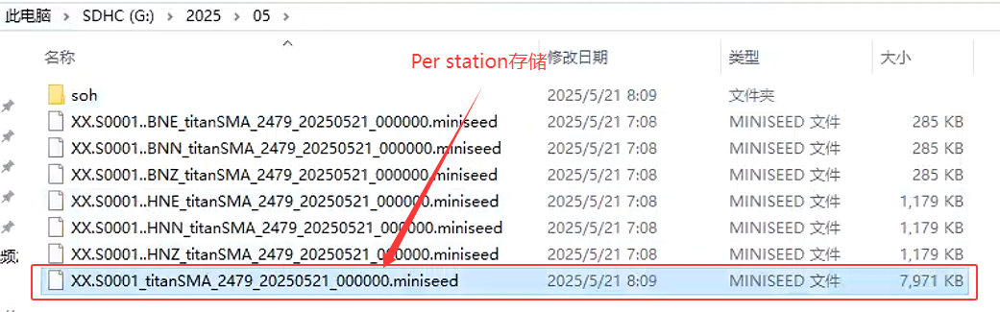 此电脑 > SDHC (G:) > 2025 > 05 >
名称 修改日期 类型 大小
Per station存储
soh 2025/5/21 8:09 文件夹
XX.S0001..BNE_titanSMA_2479_20250521_000000.miniseed 2025/5/21 7:08 MINISEED 文件 285 KB
XX.S0001..BNN_titanSMA_2479_20250521_000000.miniseed 2025/5/21 7:08 MINISEED 文件 285 KB
XX.S0001..BNZ_titanSMA_2479_20250521_000000.miniseed 2025/5/21 7:08 MINISEED 文件 285 KB
XX.S0001..HNE_titanSMA_2479_20250521_000000.miniseed 2025/5/21 7:08 MINISEED 文件 1,179 KB
XX.S0001..HNN_titanSMA_2479_20250521_000000.miniseed 2025/5/21 7:08 MINISEED 文件 1,179 KB
XX.S0001..HNZ_titanSMA_2479_20250521_000000.miniseed 2025/5/21 7:08 MINISEED 文件 1,179 KB
XX.S0001_titanSMA_2479_20250521_000000.miniseed 2025/5/21 8:09 MINISEED 文件 7,971 KB